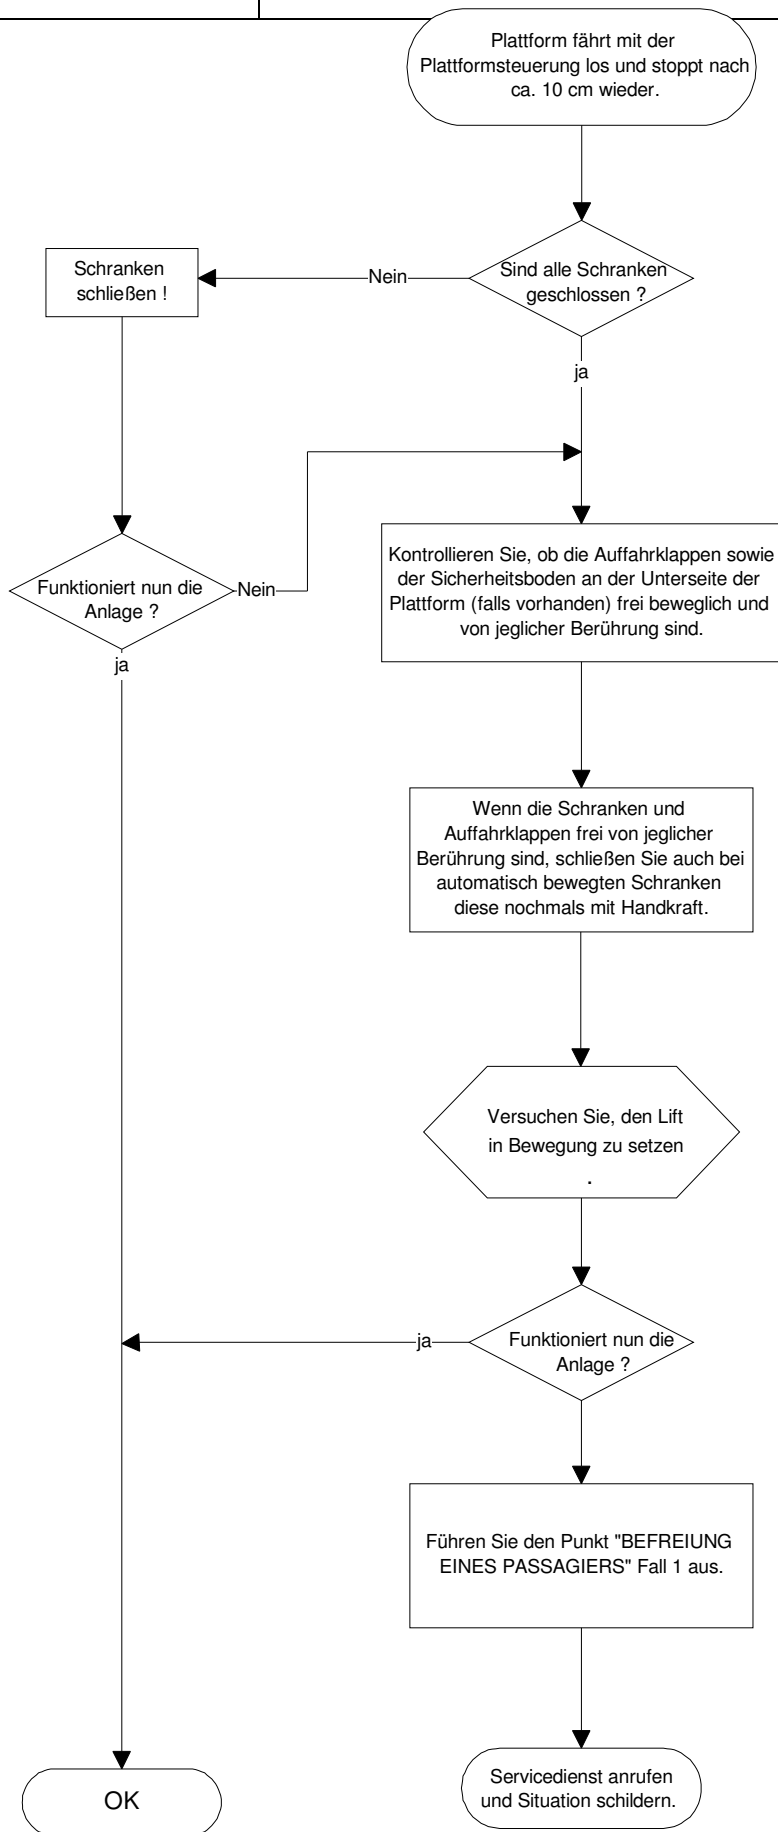 Plattform fährt mit der
Plattformsteuerung los und stoppt nach
ca. 10 cm wieder.
Sind alle Schranken
geschlossen ?
Nein
Schranken
schließen !
ja
Funktioniert nun die
Anlage ?
Nein
ja
Kontrollieren Sie, ob die Auffahrklappen sowie
der Sicherheitsboden an der Unterseite der
Plattform (falls vorhanden) frei beweglich und
von jeglicher Berührung sind.
Wenn die Schranken und
Auffahrklappen frei von jeglicher
Berührung sind, schließen Sie auch bei
automatisch bewegten Schranken
diese nochmals mit Handkraft.
Versuchen Sie, den Lift
in Bewegung zu setzen
.
Funktioniert nun die
Anlage ?
ja
Führen Sie den Punkt "BEFREIUNG
EINES PASSAGIERS" Fall 1 aus.
Servicedienst anrufen
und Situation schildern.
OK